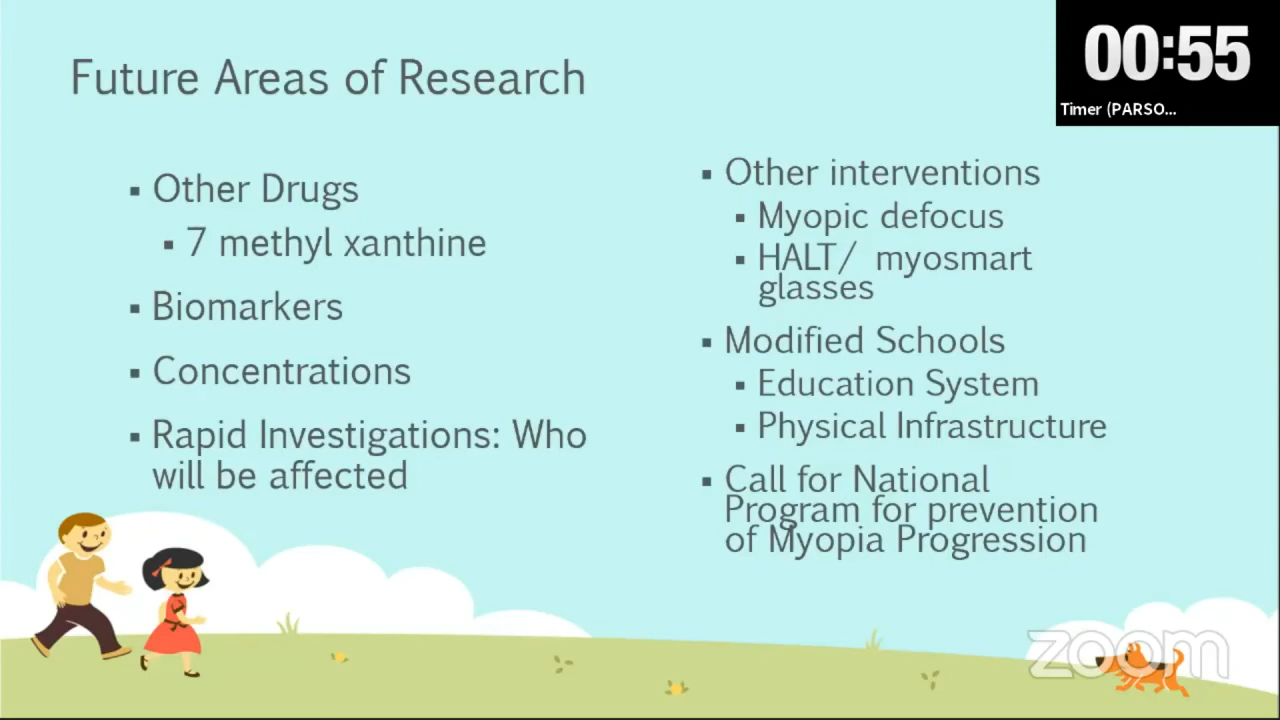 Future Areas of Research
00:55
Timer (PARSO...
▪ Other Drugs
▪ 7 methyl xanthine
▪ Biomarkers
▪ Concentrations
▪ Rapid Investigations: Who
will be affected
▪ Other interventions
▪ Myopic defocus
▪ HALT/ myosmart
glasses
▪ Modified Schools
▪ Education System
▪ Physical Infrastructure
▪ Call for National
Program for prevention
of Myopia Progression
zoom